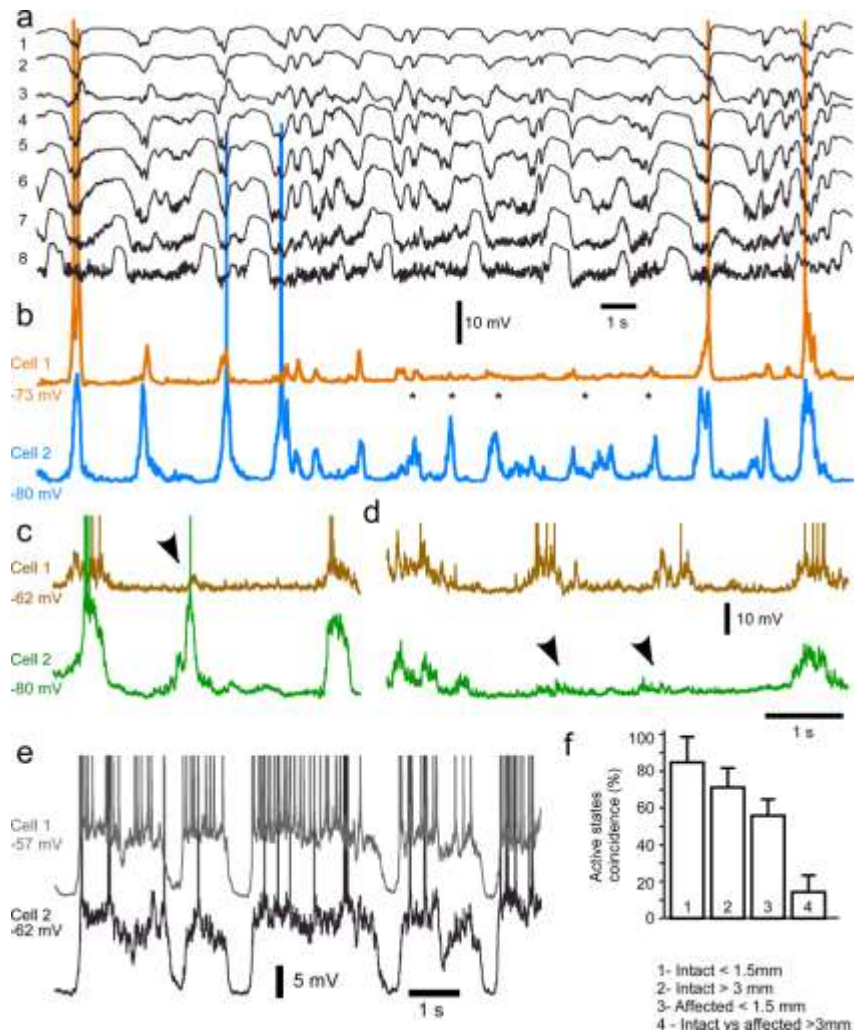 a
1
2
3
4
5
6
7
8
10 mV
1 s
b
Cell 1
-73 mV
* * * * *
Cell 2
-80 mV
c
d
Cell 1
-62 mV
10 mV
Cell 2
-80 mV
1 s
e
f
Cell 1
-57 mV
Cell 2
-62 mV
5 mV
1 s
Active states
coincidence (%)
100
80
60
40
20
0
1 2 3 4
1- Intact < 1.5mm
2- Intact > 3 mm
3- Affected < 1.5 mm
4 - Intact vs affected >3mm